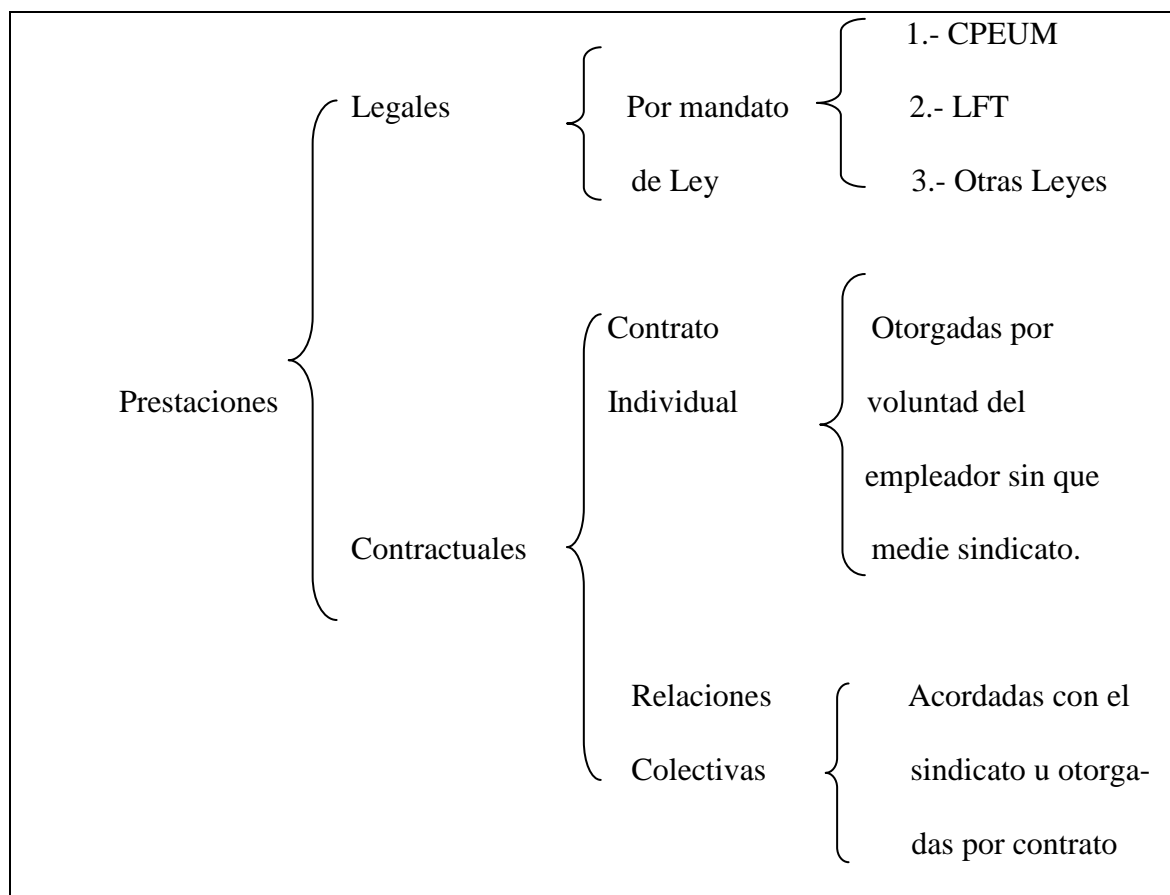 1.- CPEUM
Legales
Por mandato
2.- LFT
de Ley
3.- Otras Leyes
Contrato
Otorgadas por
Prestaciones
Individual
voluntad del
empleador sin que
Contractuales
medie sindicato.
Relaciones
Acordadas con el
Colectivas
sindicato u otorga-
das por contrato